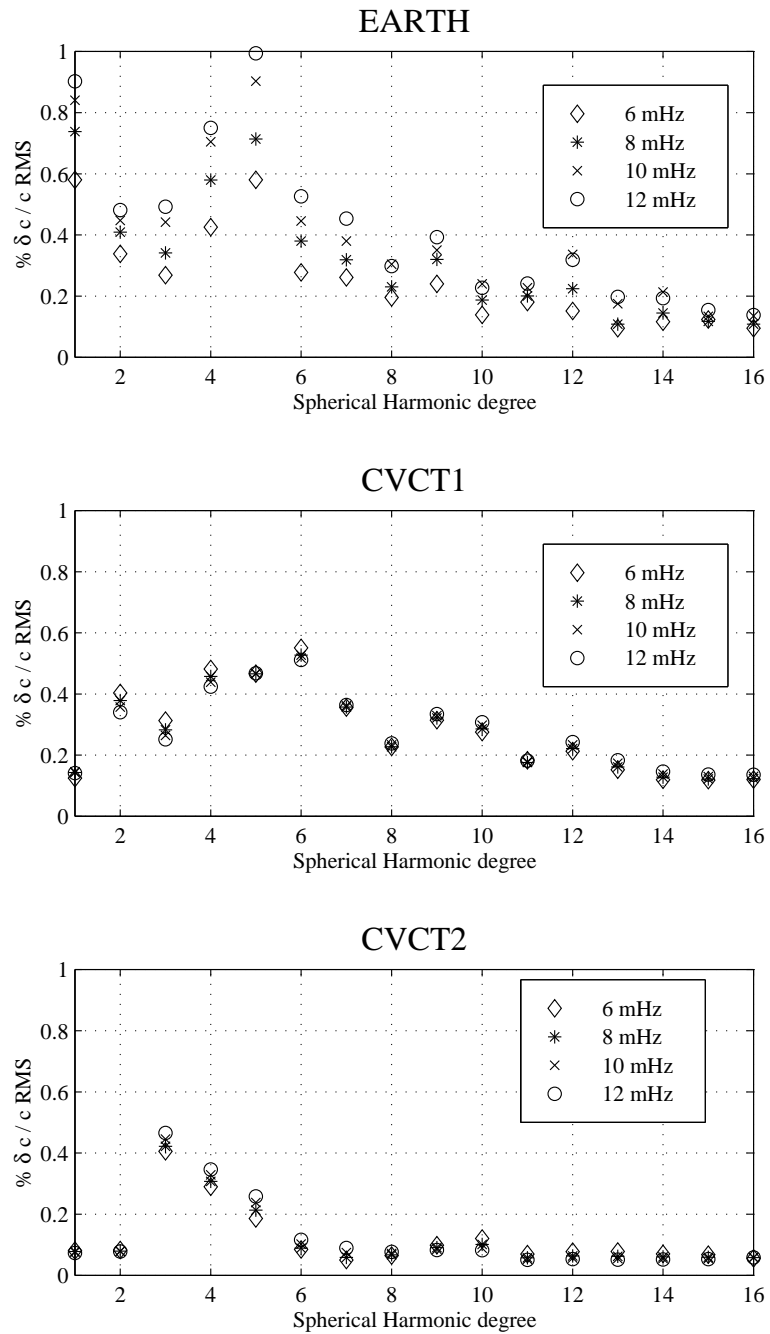 EARTH
1
0.8
0.6
0.4
0.2
0
% δ c / c RMS
6 mHz
8 mHz
10 mHz
12 mHz
2 4 6 8 10 12 14 16
Spherical Harmonic degree
CVCT1
1
0.8
0.6
0.4
0.2
0
% δ c / c RMS
6 mHz
8 mHz
10 mHz
12 mHz
2 4 6 8 10 12 14 16
Spherical Harmonic degree
CVCT2
1
0.8
0.6
0.4
0.2
0
% δ c / c RMS
6 mHz
8 mHz
10 mHz
12 mHz
2 4 6 8 10 12 14 16
Spherical Harmonic degree